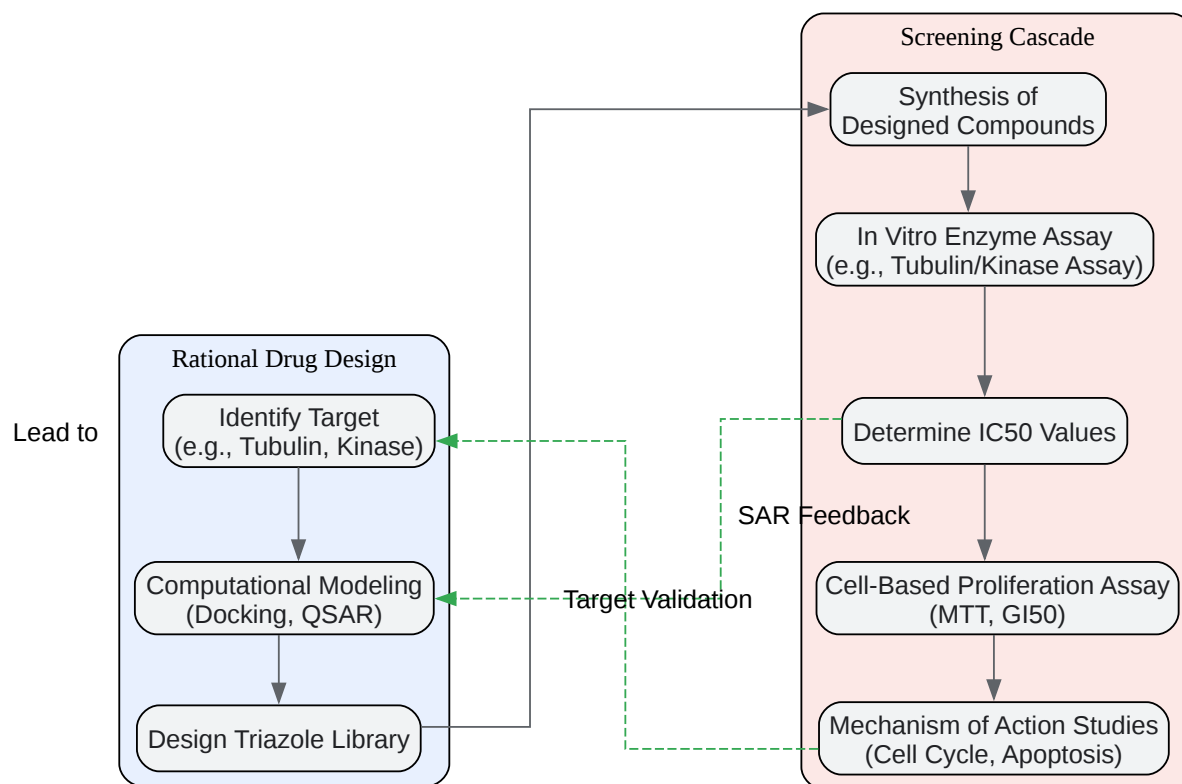 Screening Cascade
Synthesis of
Designed Compounds
In Vitro Enzyme Assay
(e.g., Tubulin/Kinase Assay)
Rational Drug Design
Identify Target
(e.g., Tubulin, Kinase)
Lead to
Determine IC50 Values
SAR Feedback
Computational Modeling
(Docking, QSAR)
Target Validation
Cell-Based Proliferation Assay
(MTT, GI50)
Design Triazole Library
Mechanism of Action Studies
(Cell Cycle, Apoptosis)